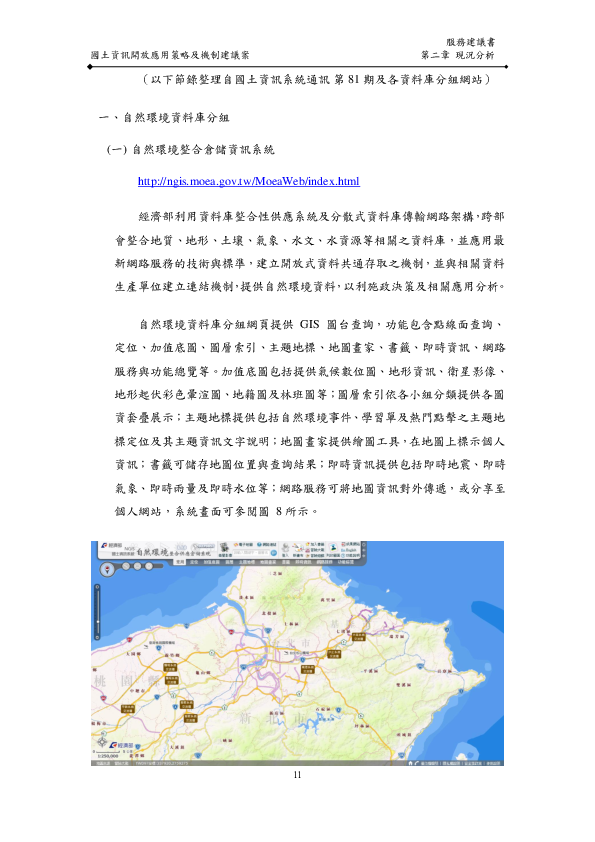 服務建議書
國土資訊開放應用策略及機制建議案
第二章 現況分析
（以下節錄整理自國土資訊系統通訊 第 81 期及各資料庫分組網站）
一、自然環境資料庫分組
(一) 自然環境整合倉儲資訊系統
http://ngis.moea.gov.tw/MoeaWeb/index.html
經濟部利用資料庫整合性供應系統及分散式資料庫傳輸網路架構，跨部
會整合地質、地形、土壤、氣象、水文、水資源等相關之資料庫，並應用最
新網路服務的技術與標準，建立開放式資料共通存取之機制，並與相關資料
生產單位建立連結機制，提供自然環境資料，以利施政決策及相關應用分析。
自然環境資料庫分組網頁提供 GIS 圖台查詢，功能包含點線面查詢、
定位、加值底圖、圖層索引、主題地標、地圖畫家、書籤、即時資訊、網路
服務與功能總覽等。加值底圖包括提供氣候數位圖、地形資訊、衛星影像、
地形起伏彩色暈渲圖、地籍圖及林班圖等；圖層索引依各小組分類提供各圖
資套疊展示；主題地標提供包括自然環境事件、學習單及熱門點擊之主題地
標定位及其主題資訊文字說明；地圖畫家提供繪圖工具，在地圖上標示個人
資訊；書籤可儲存地圖位置與查詢結果；即時資訊提供包括即時地震、即時
氣象、即時雨量及即時水位等；網路服務可將地圖資訊對外傳遞，或分享至
個人網站，系統畫面可參閱圖 8 所示。
經濟部
NGIS
自然環境
桃園縣
新北市
經濟部
1:250,000
11